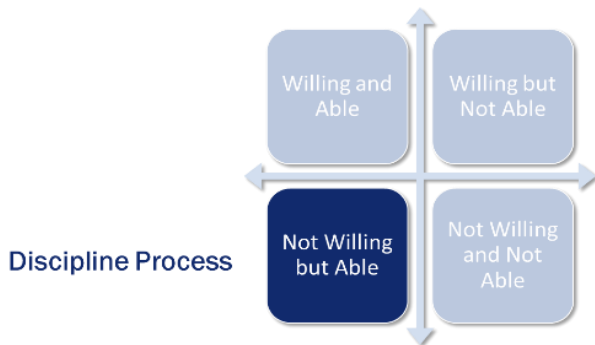 Willing and
Able
Willing but
Not Able
Discipline Process
Not Willing
but Able
Not Willing
and Not
Able